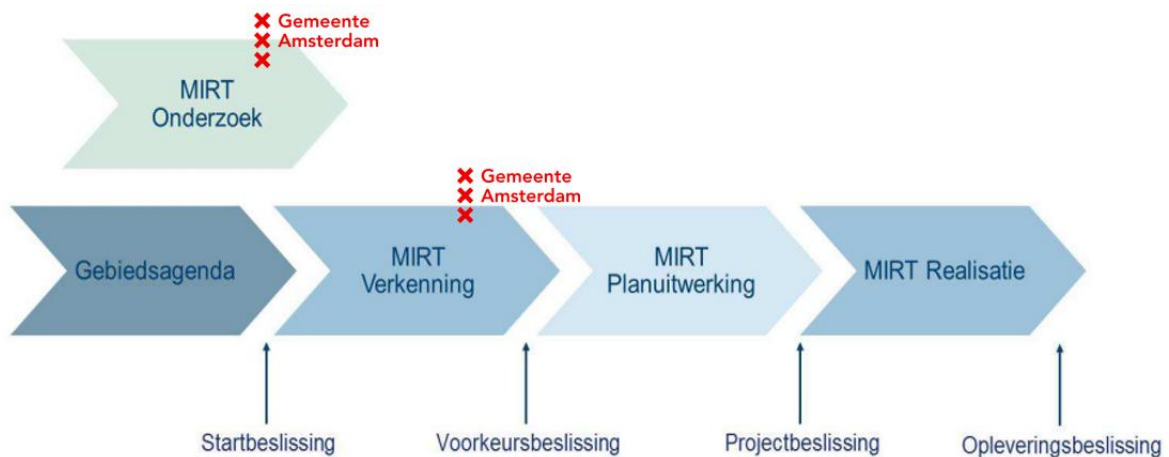 Gemeente
Amsterdam
MIRT
Onderzoek
Gemeente
Amsterdam
Gebiedsagenda
MIRT
Verkenning
MIRT
Planuitwerking
MIRT Realisatie
Startbeslissing
Voorkeursbeslissing
Projectbeslissing
Opleveringsbeslissing